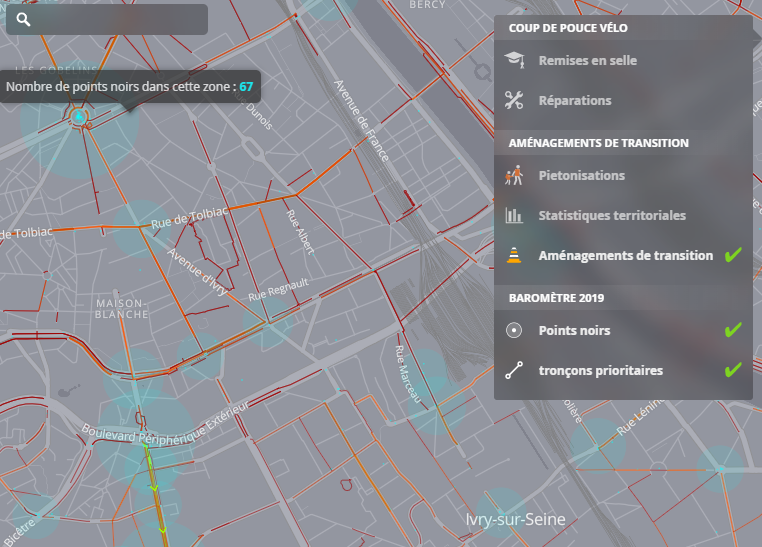 BERCY
LES GOBELINS
Nombre de points noirs dans cette zone : 67
Dunois
Avenue de France
Rue de Tolbiac
de Tolbiac
Rue Albert
Avenue d'Ivry
Rue Regnault
MAISON-
BLANCHE
Rue Marceau
Boulevard Périphérique Extérieur
Rue Lénine
Ivry-sur-Seine
Bicêtre
COUP DE POUCE VÉLO
Remises en selle
Réparations
AMÉNAGEMENTS DE TRANSITION
Pietonisations
Statistiques territoriales
Aménagements de transition
BAROMÈTRE 2019
Points noirs
tronçons prioritaires